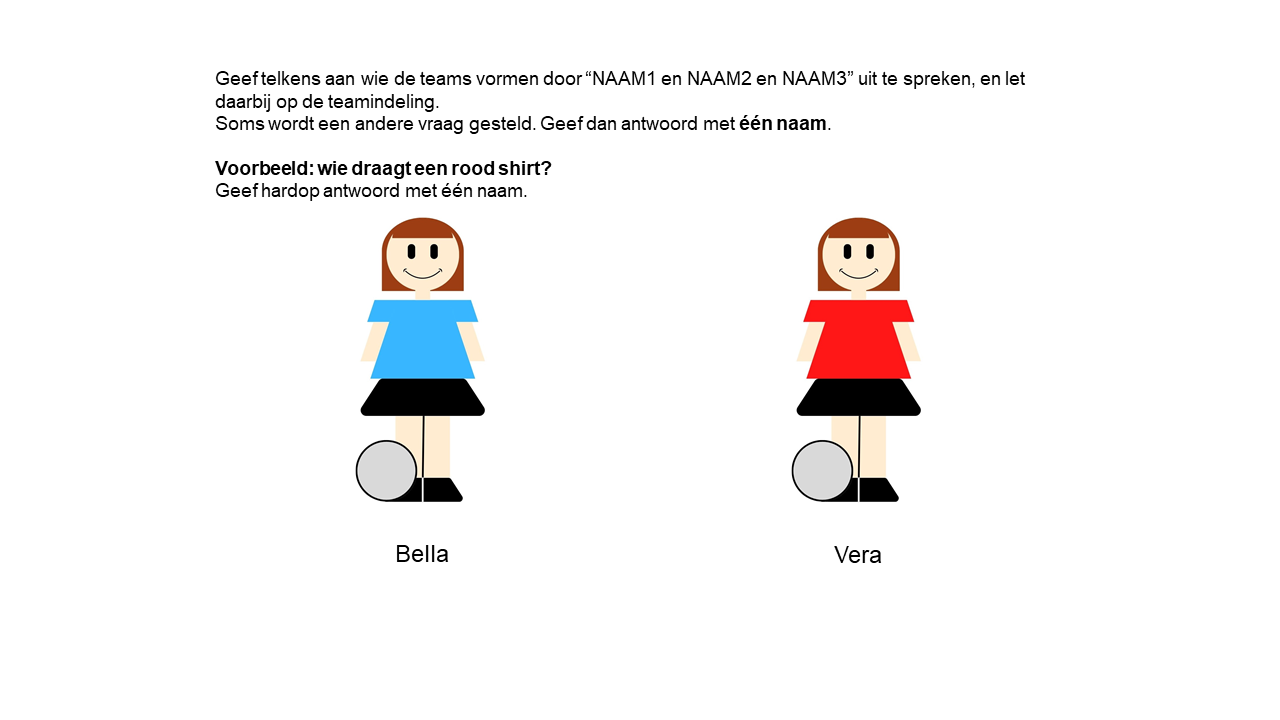 Geef telkens aan wie de teams vormen door “NAAM1 en NAAM2 en NAAM3” uit te spreken, en let
daarbij op de teamindeling.
Soms wordt een andere vraag gesteld. Geef dan antwoord met één naam.
Voorbeeld: wie draagt een rood shirt?
Geef hardop antwoord met één naam.
Bella
Vera